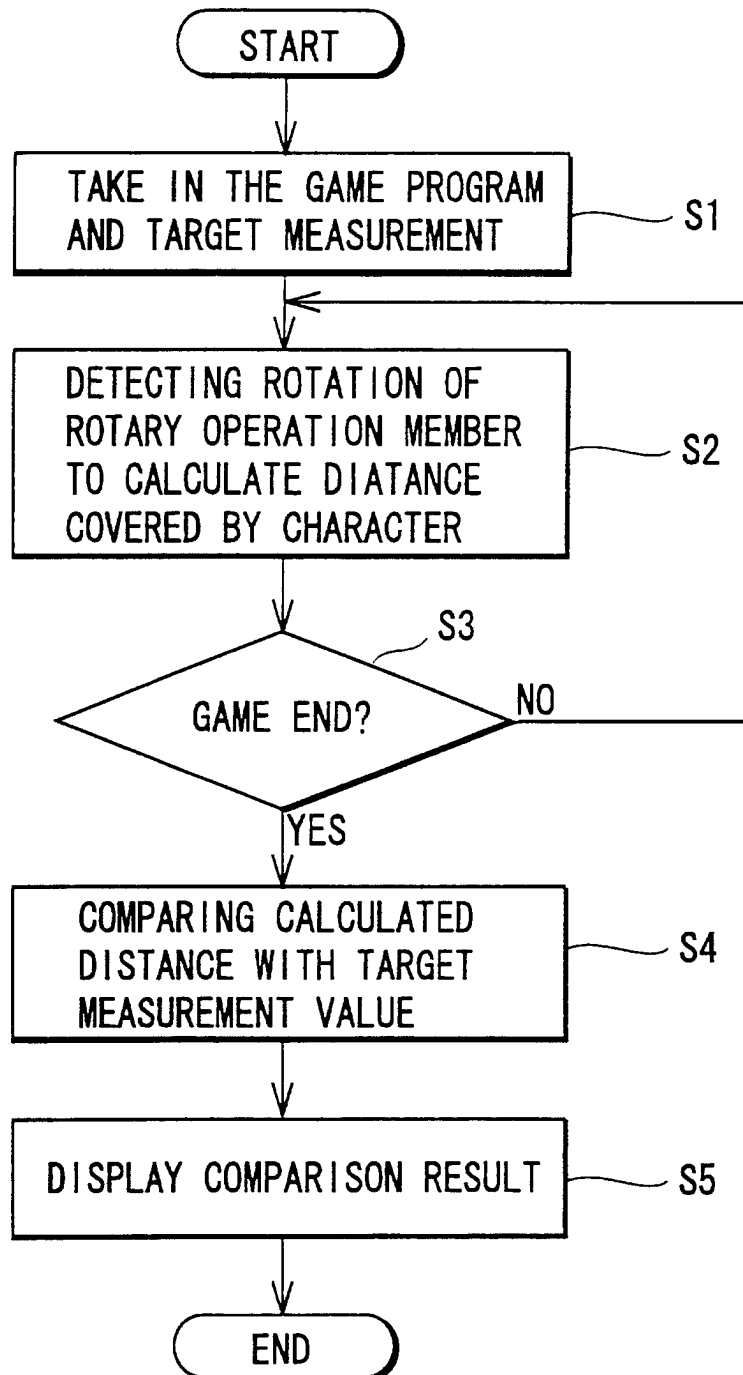 START
TAKE IN THE GAME PROGRAM
AND TARGET MEASUREMENT
S1
DETECTING ROTATION OF
ROTARY OPERATION MEMBER
TO CALCULATE DIATANCE
COVERED BY CHARACTER
S2
S3
GAME END?
NO
YES
COMPARING CALCULATED
DISTANCE WITH TARGET
MEASUREMENT VALUE
S4
DISPLAY COMPARISON RESULT
S5
END